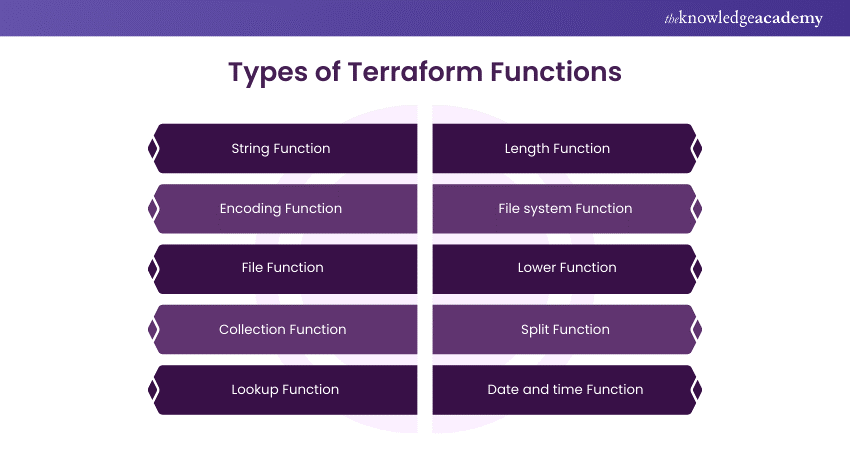 theknowledgeacademy
Types of Terraform Functions
String Function
Length Function
Encoding Function
File system Function
File Function
Lower Function
Collection Function
Split Function
Lookup Function
Date and time Function